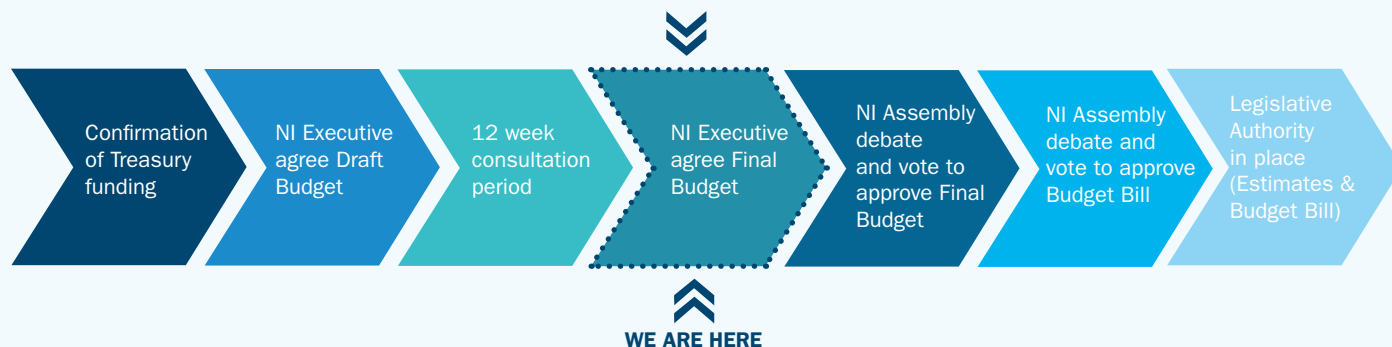 Confirmation
of Treasury
funding
NI Executive
agree Draft
Budget
12 week
consultation
period
NI Executive
agree Final
Budget
NI Assembly
debate
and vote to
approve Final
Budget
NI Assembly
debate and
vote to approve
Budget Bill
Legislative
Authority
in place
(Estimates &
Budget Bill)
WE ARE HERE